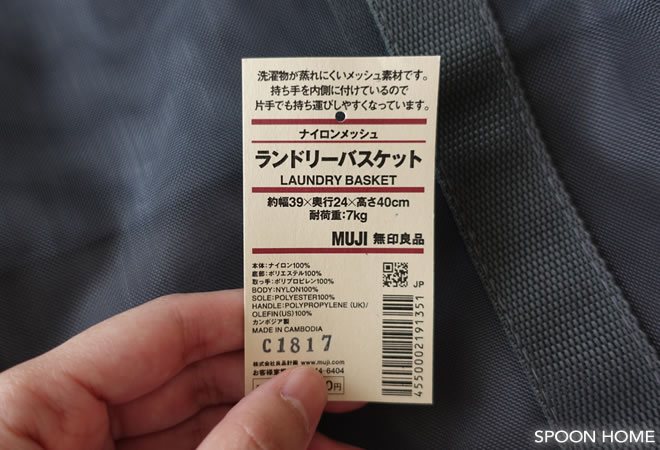 洗濯物が蒸れにくいメッシュ素材です。
持ち手を内側に付けているので
片手でも持ち運びしやすくなっています。
ナイロンメッシュ
ランドリーバスケット
LAUNDRY BASKET
約幅39×奥行24×高さ40cm
耐荷重:7kg
MUJI 無印良品
本体:ナイロン100%
底部:ポリエステル100%
取っ手:ポリプロピレン100%
BODY:NYLON100%
SOLE:POLYESTER100%
HANDLE:POLYPROPYLENE (UK)/
OLEFIN(US)100%
カンボジア製
MADE IN CAMBODIA
C1817
株式会社良品計画 www.muji.com
お客様室
4-6404
0円
JP
4550002191351
SPOON HOME